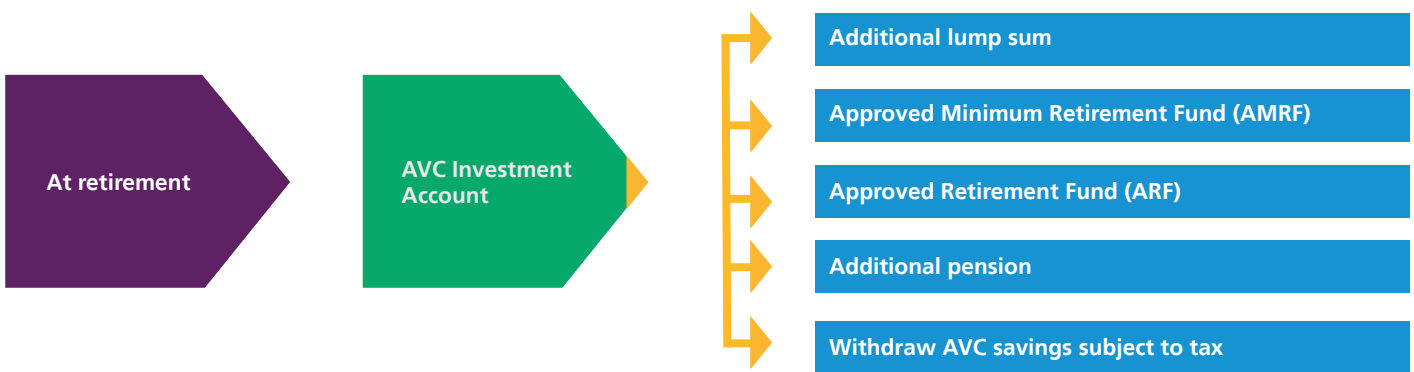 At retirement
AVC Investment
Account
Additional lump sum
Approved Minimum Retirement Fund (AMRF)
Approved Retirement Fund (ARF)
Additional pension
Withdraw AVC savings subject to tax